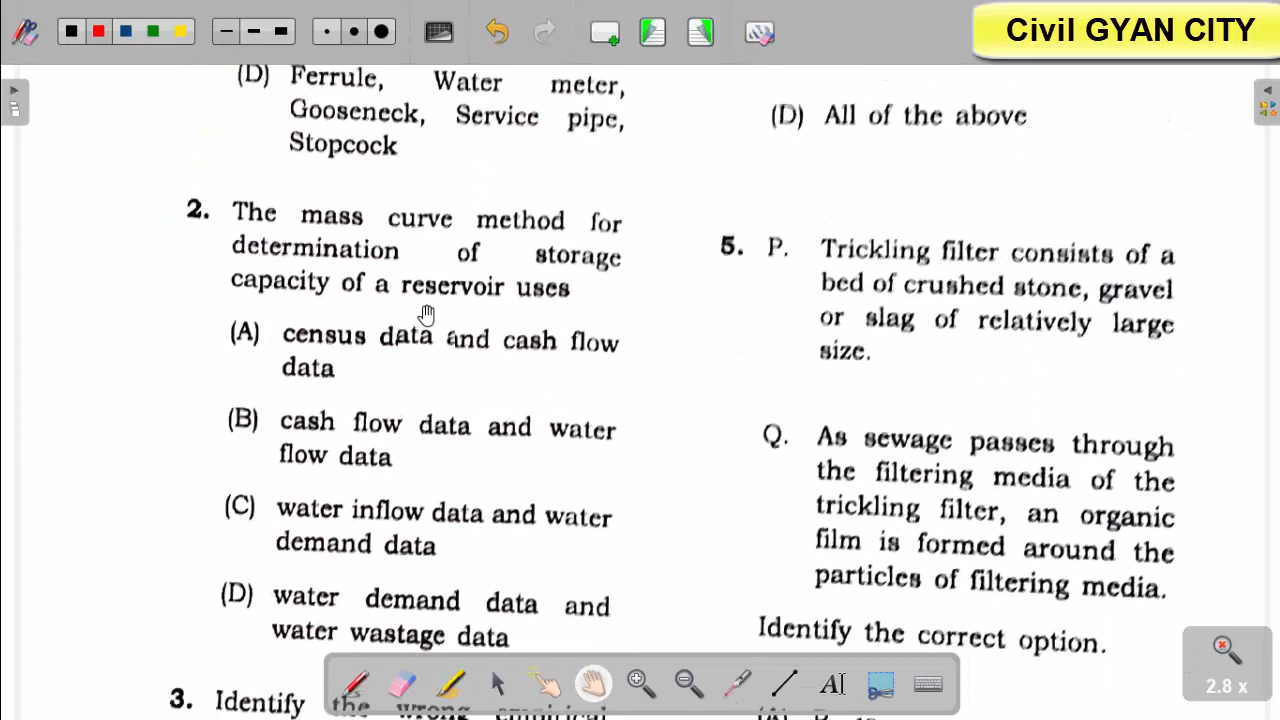 Civil GYAN CITY
(D) Ferrule, Water meter,
Gooseneck, Service pipe,
Stopcock
2. The mass curve method for
determination of storage
capacity of a reservoir uses
(A) census data and cash flow
data
(B) cash flow data and water
flow data
(C) water inflow data and water
demand data
(D) water demand data and
water wastage data
3. Identify the wrong empirical
(D) All of the above
5. P. Trickling filter consists of a
bed of crushed stone, gravel
or slag of relatively large
size.
Q. As sewage passes through
the filtering media of the
trickling filter, an organic
film is formed around the
particles of filtering media.
Identify the correct option.
AI
2.8 x